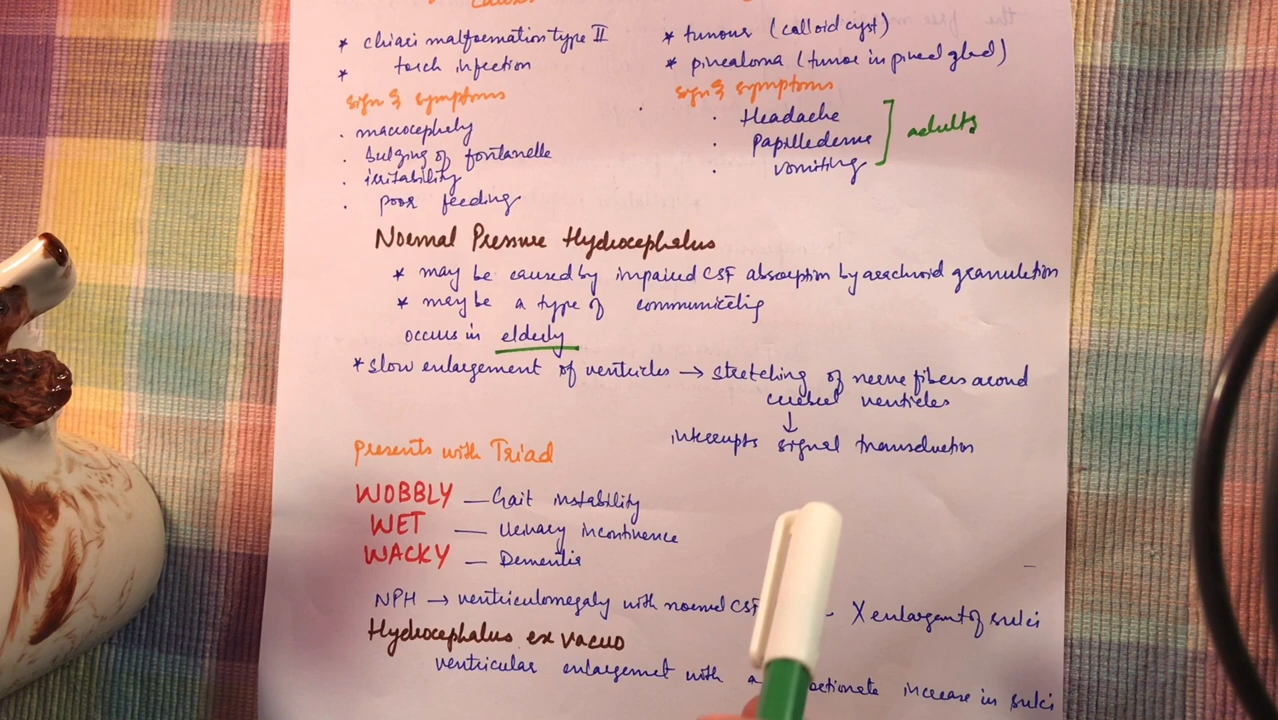 causes
* chiari malformation type II
* torch infection
sign & symptoms
. macrocephely
. Bulging of fontanelle
. irritability
. poor feeding
* tumour (colloid cyst)
* pinealoma (tumor in pineal gland)
sign & symptoms
. Headache
. Papilledema
. vomiting
adults
Normal Pressure Hydrocephalus
* may be caused by impaired CSF absorption by arachnoid granulation
* may be a type of communicating
occurs in elderly
* slow enlargement of ventricles → stretching of nerve fibers around
cerebral ventricles
↓
interrupts signal transduction
Presents with Triad
WOBBLY — Gait instability
WET — Urinary incontinence
WACKY — Dementia
NPH → ventriculomegaly with normal CSF - X enlargant of sulci
Hydrocephalus ex vacuo
ventricular enlargemet with a increase in sulci